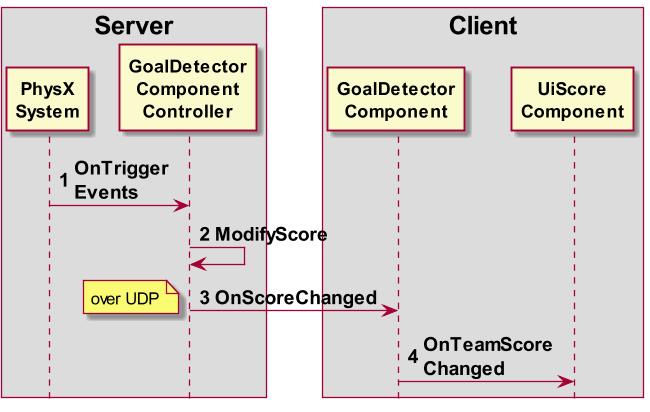 Server
Client
PhysX
System
GoalDetector
Component
Controller
GoalDetector
Component
UiScore
Component
1 OnTrigger
Events
2 ModifyScore
over UDP
3 OnScoreChanged
4 OnTeamScore
Changed